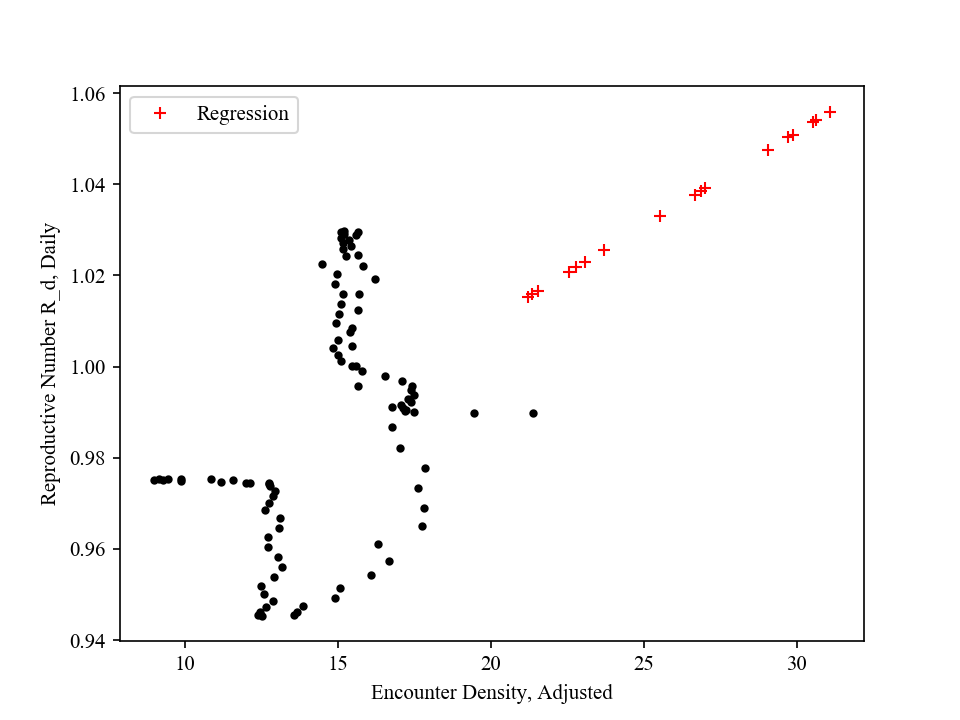 1.06
1.04
1.02
1.00
0.98
0.96
0.94
Reproductive Number R_d, Daily
Regression
10 15 20 25 30
Encounter Density, Adjusted